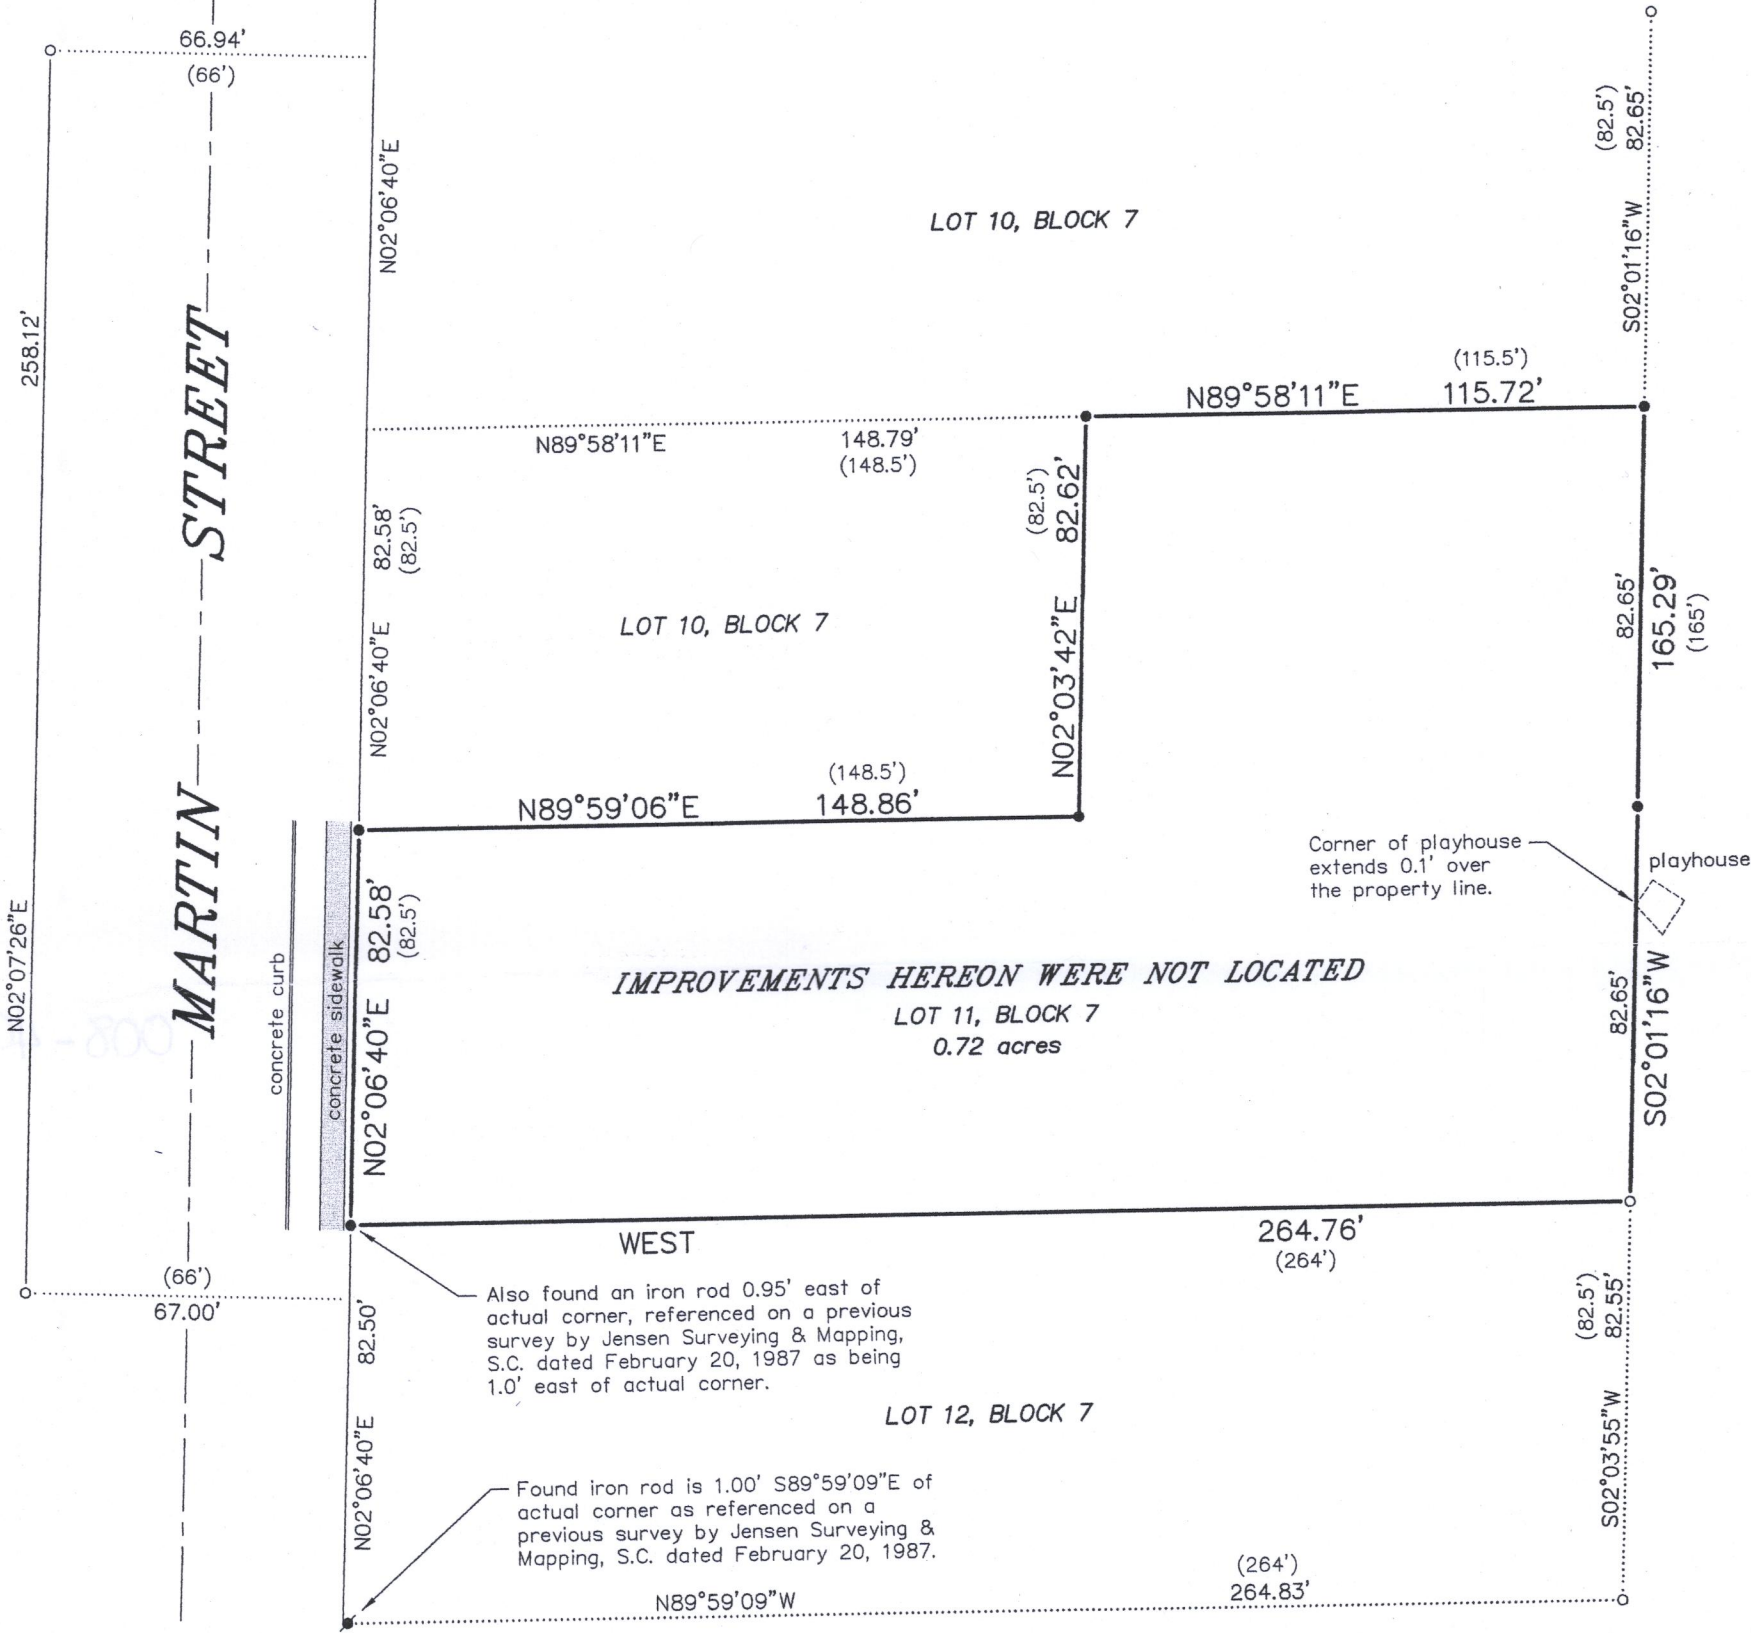 66.94'
(66')
N02°06'40"E
LOT 10, BLOCK 7
(82.5')
82.65'
S02°01'16"W
258.12'
N02°07'26"E
MARTIN STREET
(115.5')
N89°58'11"E 115.72'
N89°58'11"E 148.79'
(148.5')
82.58'
(82.5')
N02°06'40"E
LOT 10, BLOCK 7
(82.5')
82.62'
N02°03'42"E
82.65'
165.29'
(165')
(148.5')
N89°59'06"E 148.86'
Corner of playhouse
extends 0.1' over
the property line.
playhouse
concrete curb
concrete sidewalk
82.58'
(82.5')
N02°06'40"E
IMPROVEMENTS HEREON WERE NOT LOCATED
LOT 11, BLOCK 7
0.72 acres
82.65'
S02°01'16"W
WEST 264.76'
(264')
(66')
67.00'
Also found an iron rod 0.95' east of
actual corner, referenced on a previous
survey by Jensen Surveying & Mapping,
S.C. dated February 20, 1987 as being
1.0' east of actual corner.
82.50'
N02°06'40"E
LOT 12, BLOCK 7
(82.5')
82.55'
S02°03'55"W
Found iron rod is 1.00' S89°59'09"E of
actual corner as referenced on a
previous survey by Jensen Surveying &
Mapping, S.C. dated February 20, 1987.
(264')
N89°59'09"W 264.83'